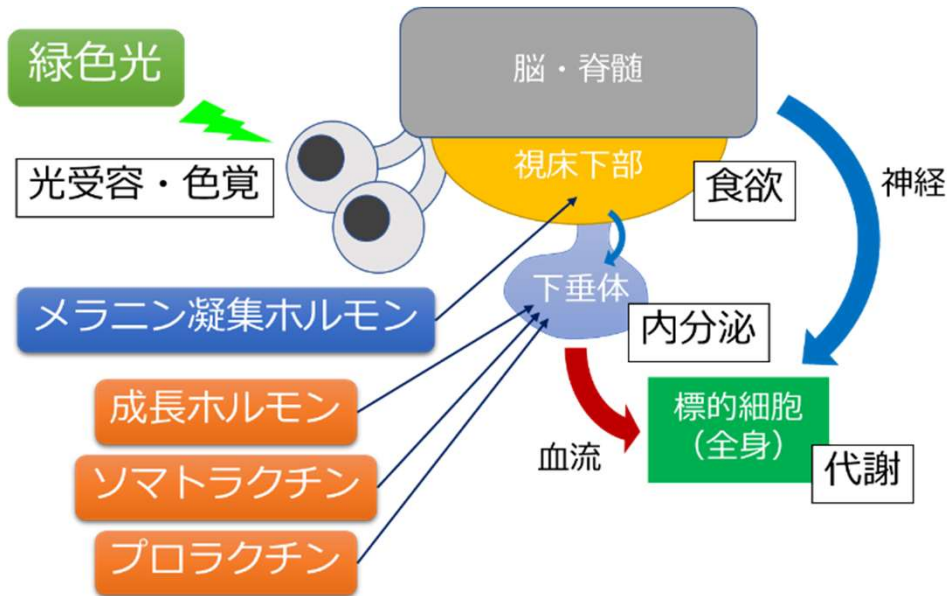 緑色光
脳・脊髄
視床下部
光受容・色覚
食欲
神経
下垂体
メラニン凝集ホルモン
内分泌
成長ホルモン
標的細胞
（全身）
血流
ソマトラクチン
代謝
プロラクチン